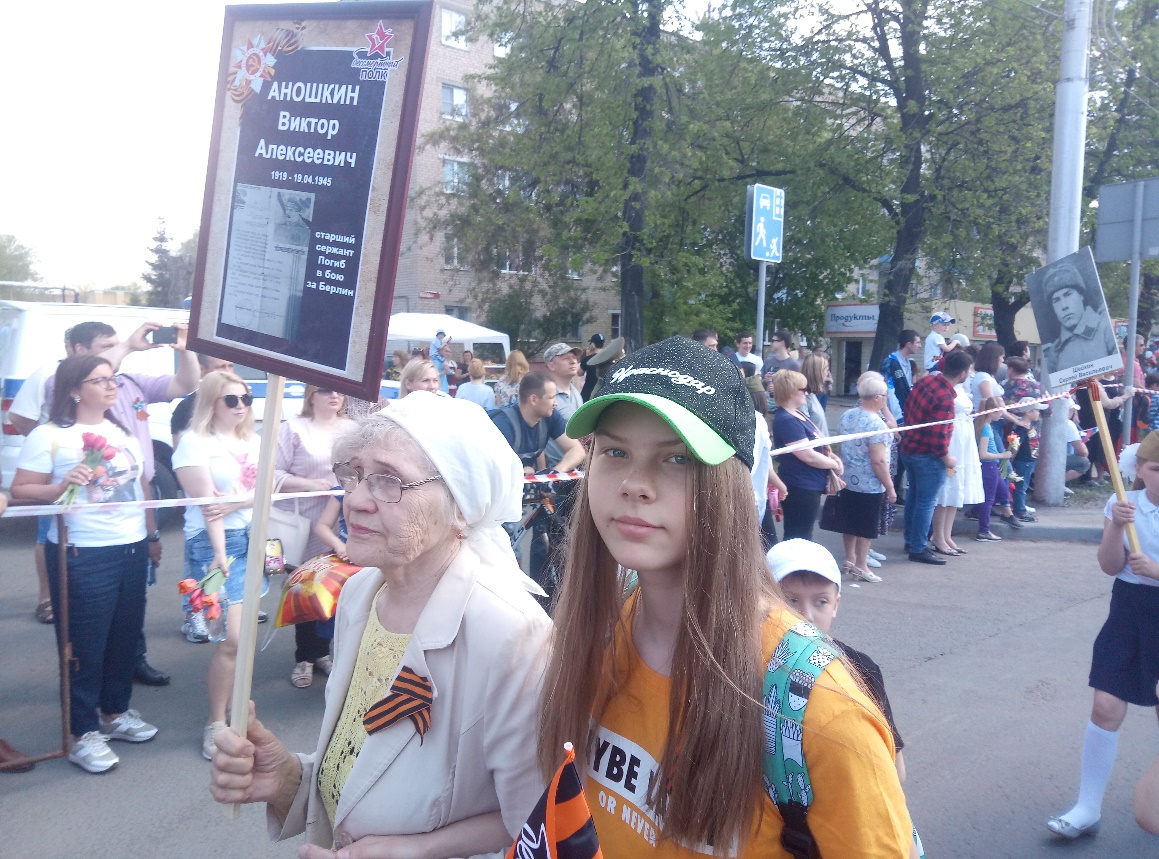 бессмертный
ПОЛК
АНОШКИН
Виктор
Алексеевич
1919 - 19.04.1945
старший
сержант
Погиб
в бою
за Берлин
Краснодар
Продукты
YBE
OR NEVER